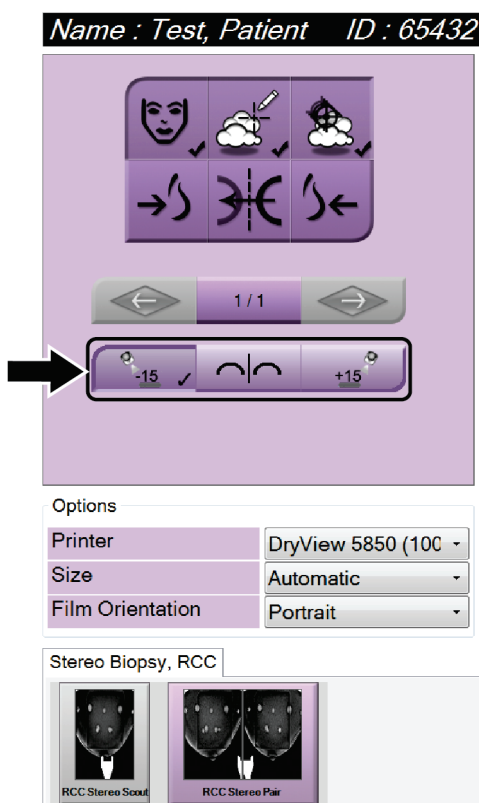 Name : Test, Patient ID : 65432
1 / 1
-15 +15
Options
Printer DryView 5850 (100
Size Automatic
Film Orientation Portrait
Stereo Biopsy, RCC
RCC Stereo Scout RCC Stereo Pair